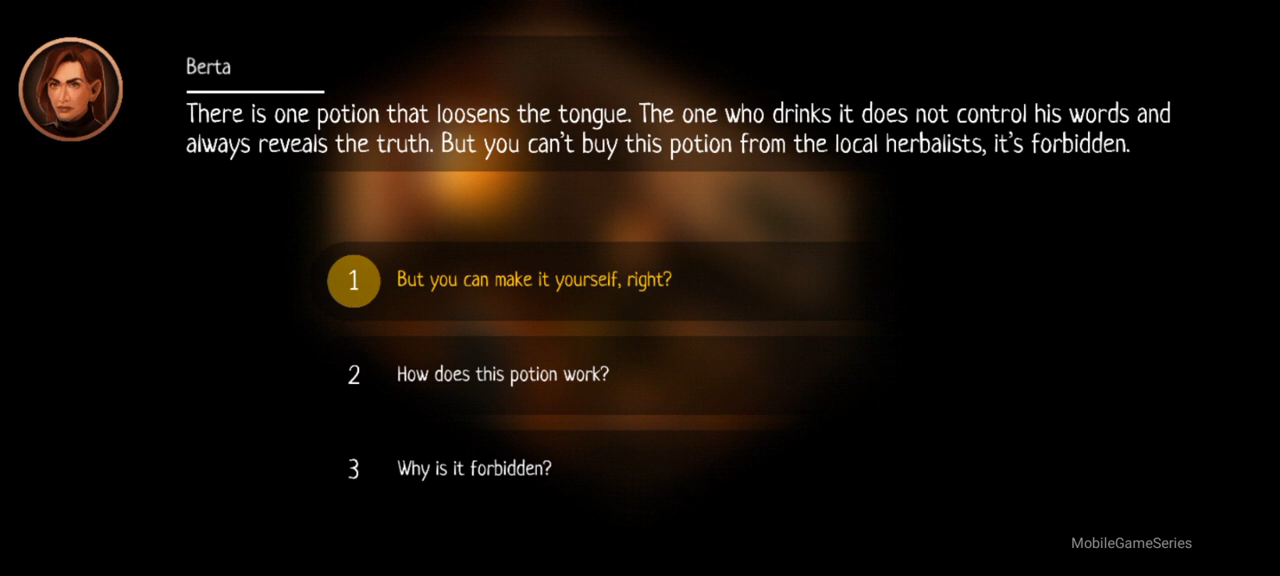 Berta
There is one potion that loosens the tongue. The one who drinks it does not control his words and
always reveals the truth. But you can't buy this potion from the local herbalists, it's forbidden.
1 But you can make it yourself, right?
2 How does this potion work?
3 Why is it forbidden?
MobileGameSeries